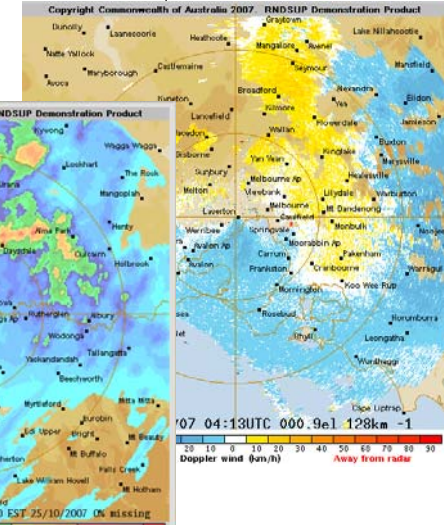 Copyright Commonwealth of Australia 2007. RNDSUP Demonstration Product
Graytown
Dunolly
Laanecoorie
Heathcote
Lake Nillahcootie
Mangalore
Avenel
Natte Yallock
Seymour
Mansfield
Castlemaine
Maryborough
Avoca
Broadford
Alexandra
Kyneton
Yea
Eildon
Kilmore
NDSUP Demonstration Product
Lancefield
Flowerdale
Jamieson
Wallan
Kywong
Wagga Wagga
Buxton
Gisborne
Kinglake
Marysville
Yan Yean
Lockhart
Sunbury
Healesville
The Rock
Melbourne Ap
Melton
Viewbank
Lilydale
Warburton
Mangoplah
Melbourne
Mt Dandenong
Laverton
Caulfield
Henty
Werribee
Springvale
Monbulk
Alma Park
Moorabbin Ap
Avalon Ap
Daysdale
Culcairn
Carrum
Pakenham
Holbrook
Avalon
Frankston
Cranbourne
Warragul
Koo Wee Rup
Mornington
Rutherglen
Albury
Rosebud
Korumburra
Wodonga
Rhyll
Leongatha
Tallangatta
Yackandandah
Wonthaggi
Beechworth
Myrtleford
Mitta Mitta
Cape Liptrap
Eurobin
/07 04:13UTC 000.9el 128km -1
Bright
Mt Beauty
20 10 0 10 20 30 40 50 60 70 80 90
Mt Buffalo
Doppler wind (km/h) Away from radar
Falls Creek
Lake William Hovell
Mt Hotham
EST 25/10/2007 0% missing